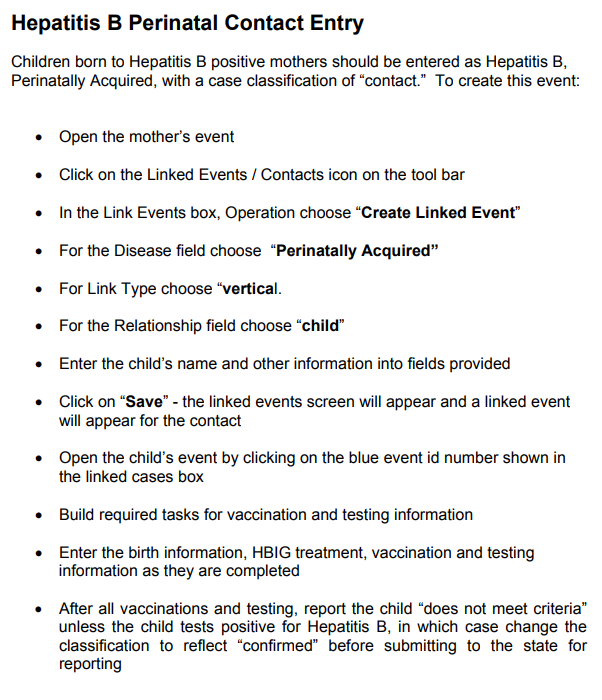 Hepatitis B Perinatal Contact Entry
Children born to Hepatitis B positive mothers should be entered as Hepatitis B,
Perinatally Acquired, with a case classification of “contact.”  To create this event:
• Open the mother’s event
• Click on the Linked Events / Contacts icon on the tool bar
• In the Link Events box, Operation choose “Create Linked Event”
• For the Disease field choose  “Perinatally Acquired”
• For Link Type choose “vertical.
• For the Relationship field choose “child”
• Enter the child’s name and other information into fields provided
• Click on “Save” - the linked events screen will appear and a linked event
will appear for the contact
• Open the child’s event by clicking on the blue event id number shown in
the linked cases box
• Build required tasks for vaccination and testing information
• Enter the birth information, HBIG treatment, vaccination and testing
information as they are completed
• After all vaccinations and testing, report the child “does not meet criteria”
unless the child tests positive for Hepatitis B, in which case change the
classification to reflect “confirmed” before submitting to the state for
reporting